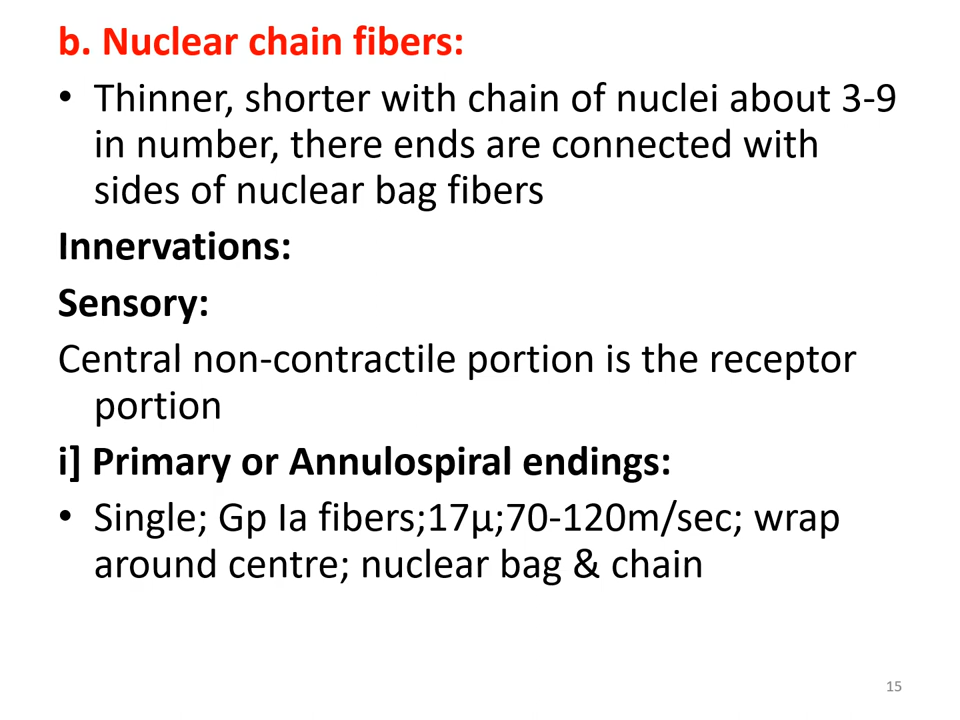 b. Nuclear chain fibers:
• Thinner, shorter with chain of nuclei about 3-9
in number, there ends are connected with
sides of nuclear bag fibers
Innervations:
Sensory:
Central non-contractile portion is the receptor
portion
i] Primary or Annulospiral endings:
• Single; Gp Ia fibers;17µ;70-120m/sec; wrap
around centre; nuclear bag & chain
15